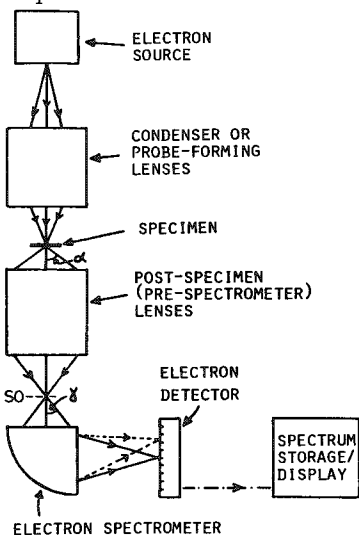 ELECTRON
SOURCE
CONDENSER OR
PROBE-FORMING
LENSES
SPECIMEN
α
POST-SPECIMEN
(PRE-SPECTROMETER)
LENSES
ELECTRON
DETECTOR
SO
γ
SPECTRUM
STORAGE/
DISPLAY
ELECTRON SPECTROMETER